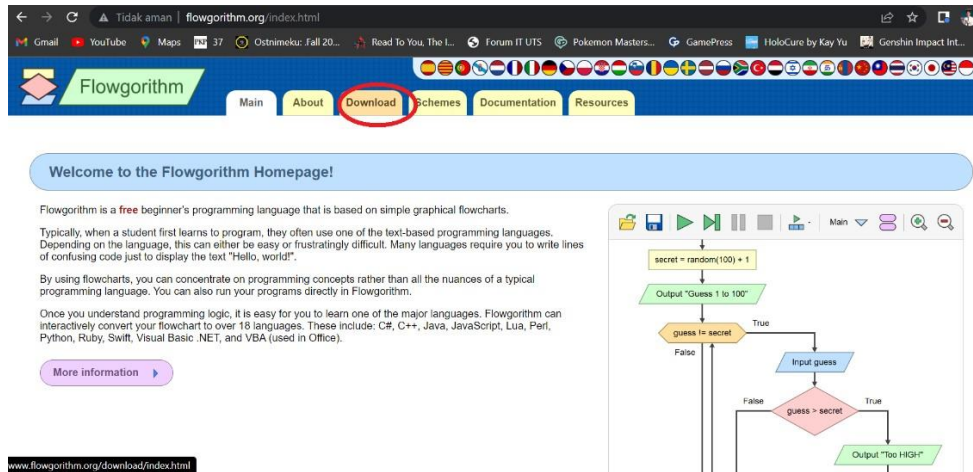 Tidak aman | flowgorithm.org/index.html
Gmail YouTube Maps PKP 37 Ostnimeku: .Fall 20... Read To You, The I... Forum IT UTS Pokemon Masters... GamePress HoloCure by Kay Yu Genshin Impact Int...
Flowgorithm
Main About Download Schemes Documentation Resources
Welcome to the Flowgorithm Homepage!
Flowgorithm is a free beginner's programming language that is based on simple graphical flowcharts.
Typically, when a student first learns to program, they often use one of the text-based programming languages.
Depending on the language, this can either be easy or frustratingly difficult. Many languages require you to write lines
of confusing code just to display the text "Hello, world!".
By using flowcharts, you can concentrate on programming concepts rather than all the nuances of a typical
programming language. You can also run your programs directly in Flowgorithm.
Once you understand programming logic, it is easy for you to learn one of the major languages. Flowgorithm can
interactively convert your flowchart to over 18 languages. These include: C#, C++, Java, JavaScript, Lua, Perl,
Python, Ruby, Swift, Visual Basic .NET, and VBA (used in Office).
More information
Main
secret = random(100) + 1
Output "Guess 1 to 100"
guess != secret
True
False
Input guess
False
guess > secret
True
Output "Too HIGH"
www.flowgorithm.org/download/index.html